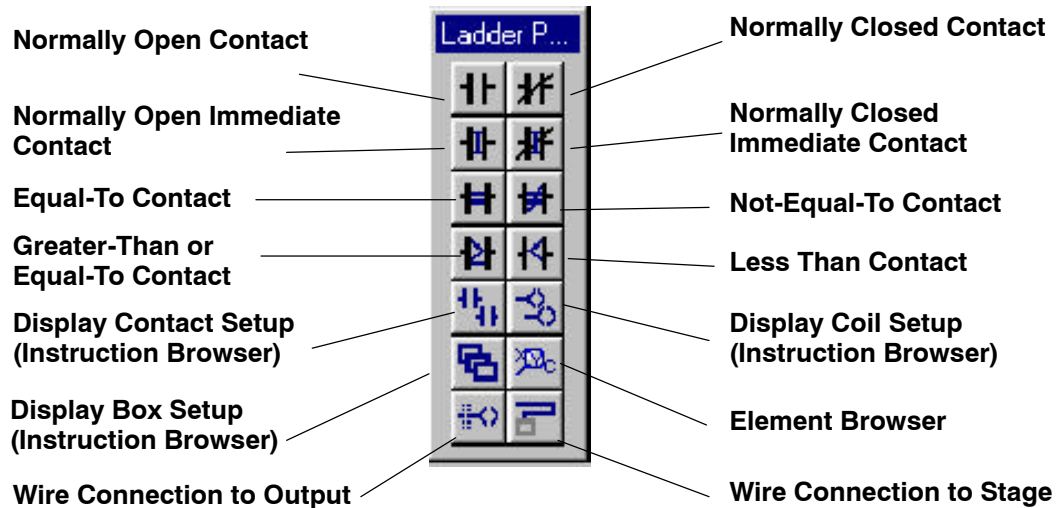 Ladder P...
Normally Open Contact
Normally Closed Contact
Normally Open Immediate
Contact
Normally Closed
Immediate Contact
Equal-To Contact
Not-Equal-To Contact
Greater-Than or
Equal-To Contact
Less Than Contact
Display Contact Setup
(Instruction Browser)
Display Coil Setup
(Instruction Browser)
XYC
Display Box Setup
(Instruction Browser)
Element Browser
Wire Connection to Output
Wire Connection to Stage